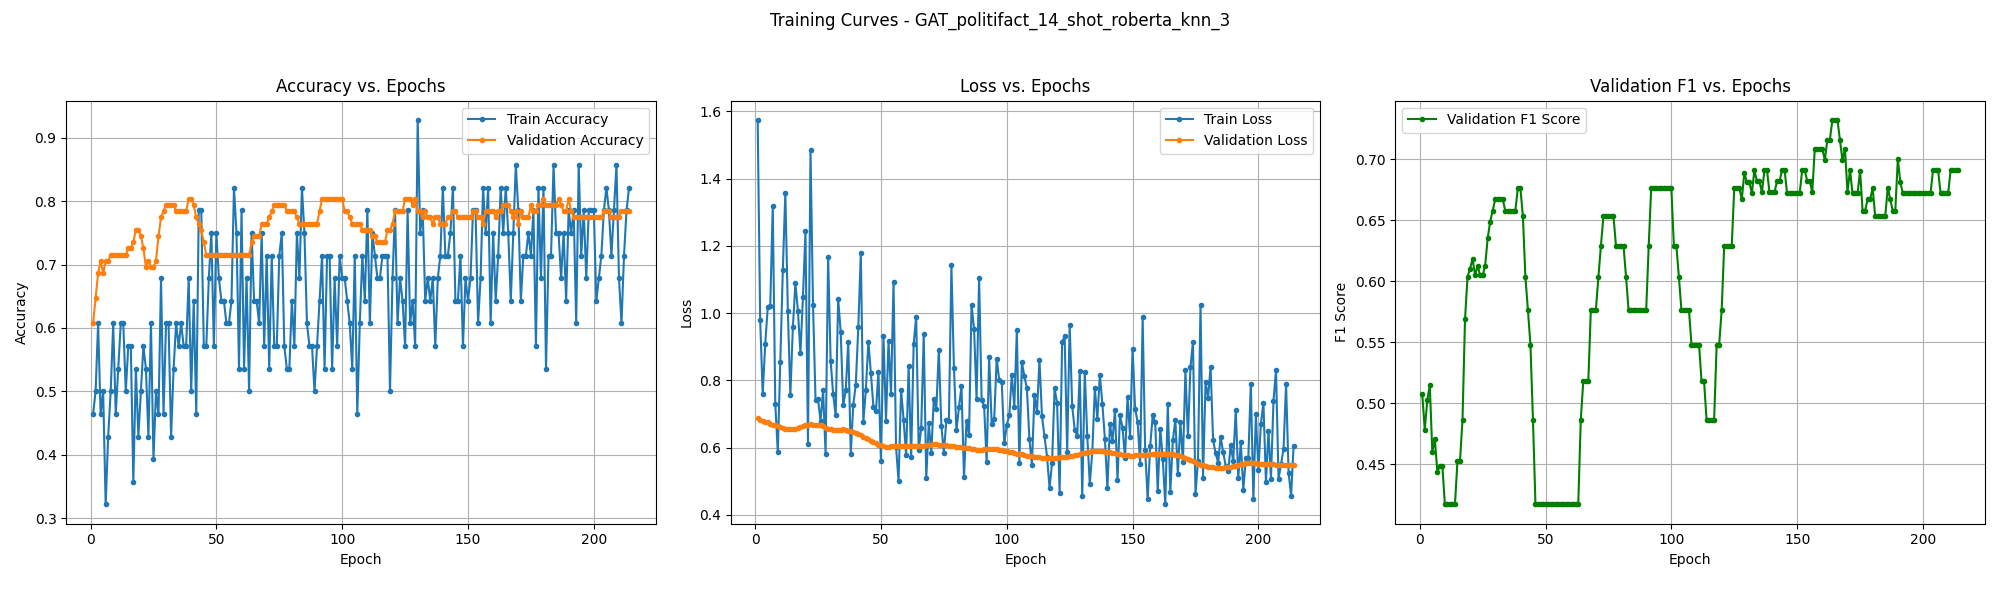 Training Curves - GAT_politifact_14_shot_roberta_knn_3
Accuracy vs. Epochs
Train Accuracy
Validation Accuracy
0.9
0.8
0.7
0.6
0.5
0.4
0.3
Accuracy
0 50 100 150 200
Epoch
Loss vs. Epochs
Train Loss
Validation Loss
1.6
1.4
1.2
1.0
0.8
0.6
0.4
Loss
0 50 100 150 200
Epoch
Validation F1 vs. Epochs
Validation F1 Score
0.70
0.65
0.60
0.55
0.50
0.45
F1 Score
0 50 100 150 200
Epoch